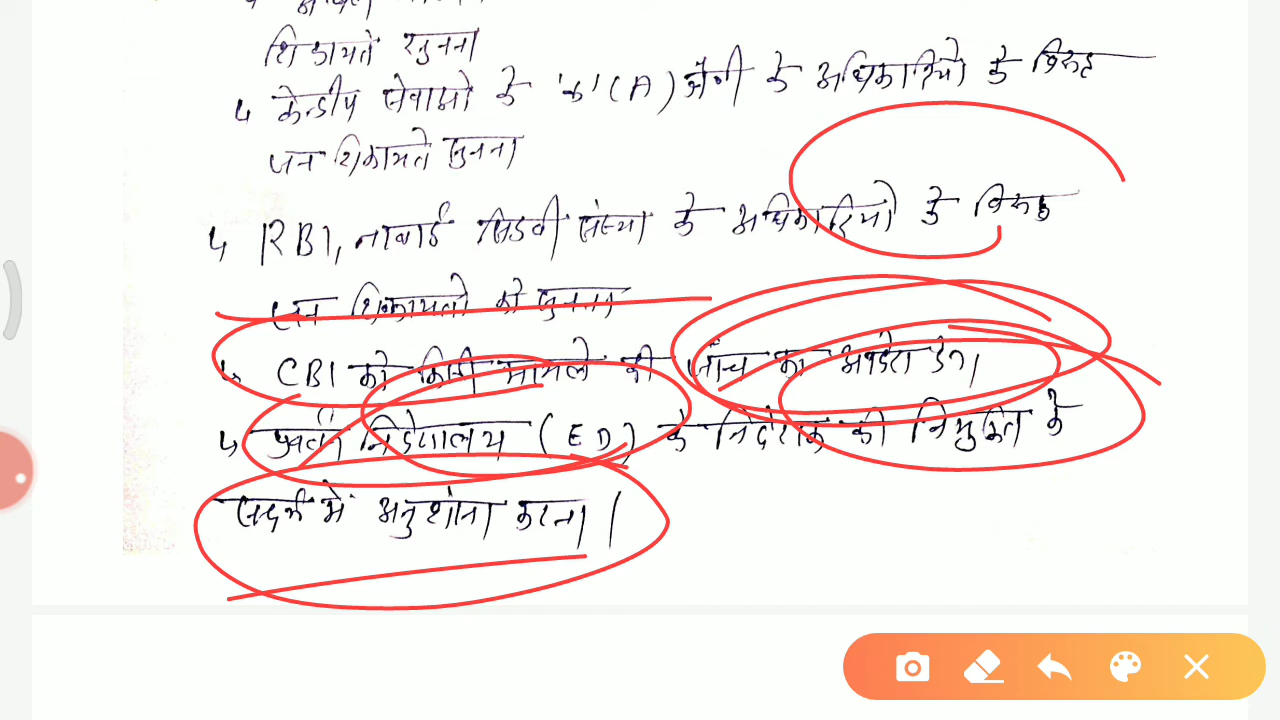 शिकायते सुनना
↳ केन्द्रीय सेवाओ के 'क' (A) श्रेणी के अधिकारियो के विरुद्ध
जन शिकायते सुनना
↳ RBI, नाबार्ड सिडबी संस्था के अधिकारियो के विरुद्ध
जन शिकायतो को सुनना
↳ CBI को किसी मामले की जाँच का आदेश देना।
↳ प्रवर्तन निदेशालय (ED) के निदेशक की नियुक्ति के
सदर्भ में अनुशंसा करना।